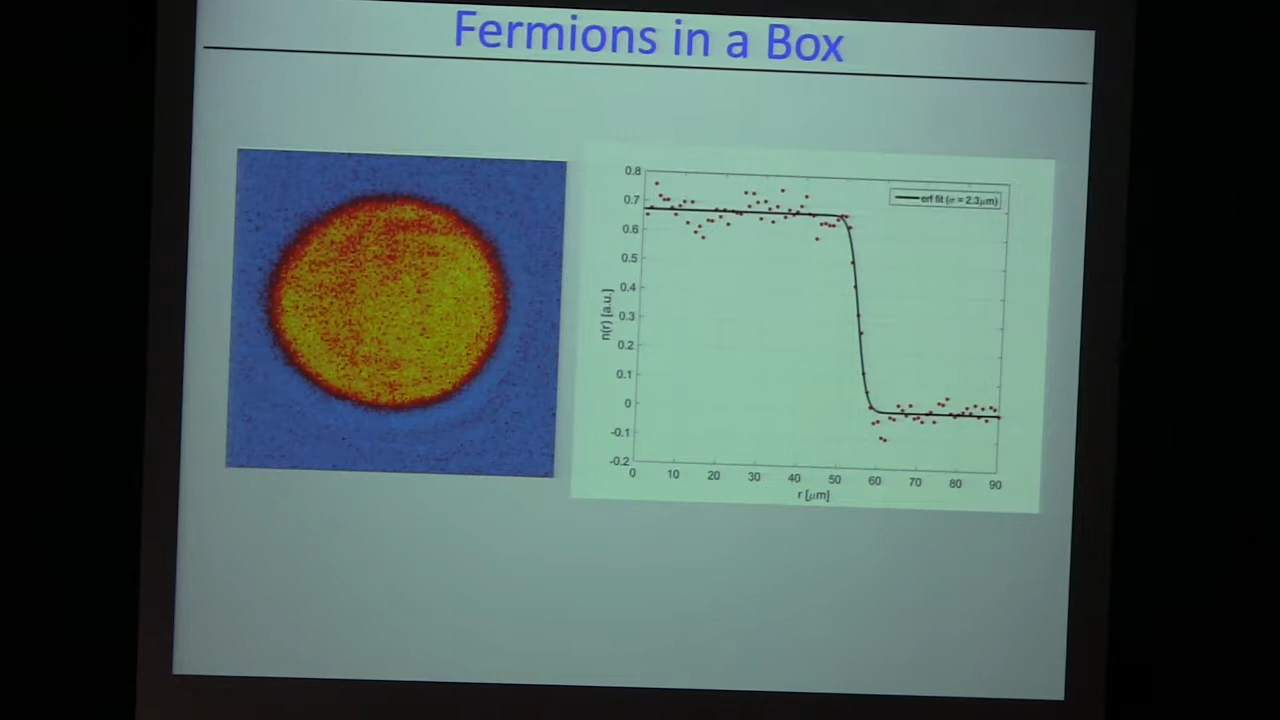 Fermions in a Box
0.8
0.7
0.6
0.5
0.4
0.3
0.2
0.1
0
-0.1
-0.2
n(r) [a.u.]
erf fit (σ = 2.3μm)
0 10 20 30 40 50 60 70 80 90
r [μm]